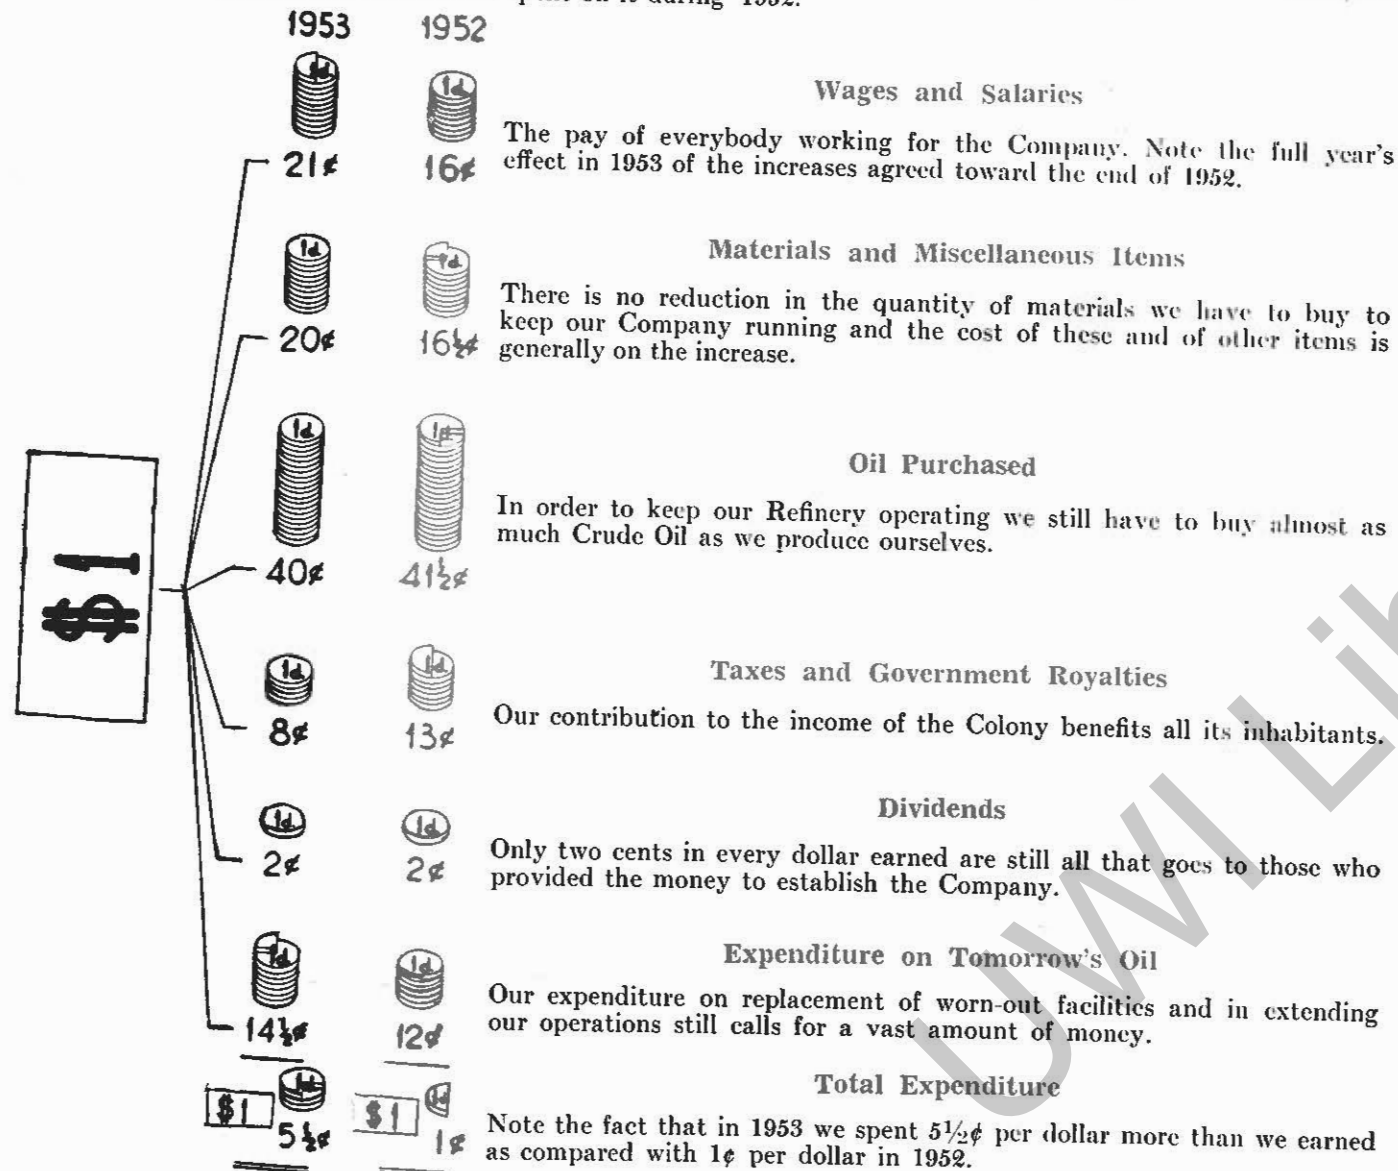 1953 1952
Wages and Salaries
The pay of everybody working for the Company. Note the full year's
21¢ 16¢ effect in 1953 of the increases agreed toward the end of 1952.
Materials and Miscellaneous Items
There is no reduction in the quantity of materials we have to buy to
keep our Company running and the cost of these and of other items is
20¢ 16½¢ generally on the increase.
Oil Purchased
In order to keep our Refinery operating we still have to buy almost as
much Crude Oil as we produce ourselves.
40¢ 41½¢
$1
Taxes and Government Royalties
Our contribution to the income of the Colony benefits all its inhabitants.
8¢ 13¢
Dividends
Only two cents in every dollar earned are still all that goes to those who
2¢ 2¢ provided the money to establish the Company.
Expenditure on Tomorrow's Oil
Our expenditure on replacement of worn-out facilities and in extending
14½¢ 12¢ our operations still calls for a vast amount of money.
Total Expenditure
$1 5½¢ $1 1¢
Note the fact that in 1953 we spent 5½¢ per dollar more than we earned
as compared with 1¢ per dollar in 1952.
UWI